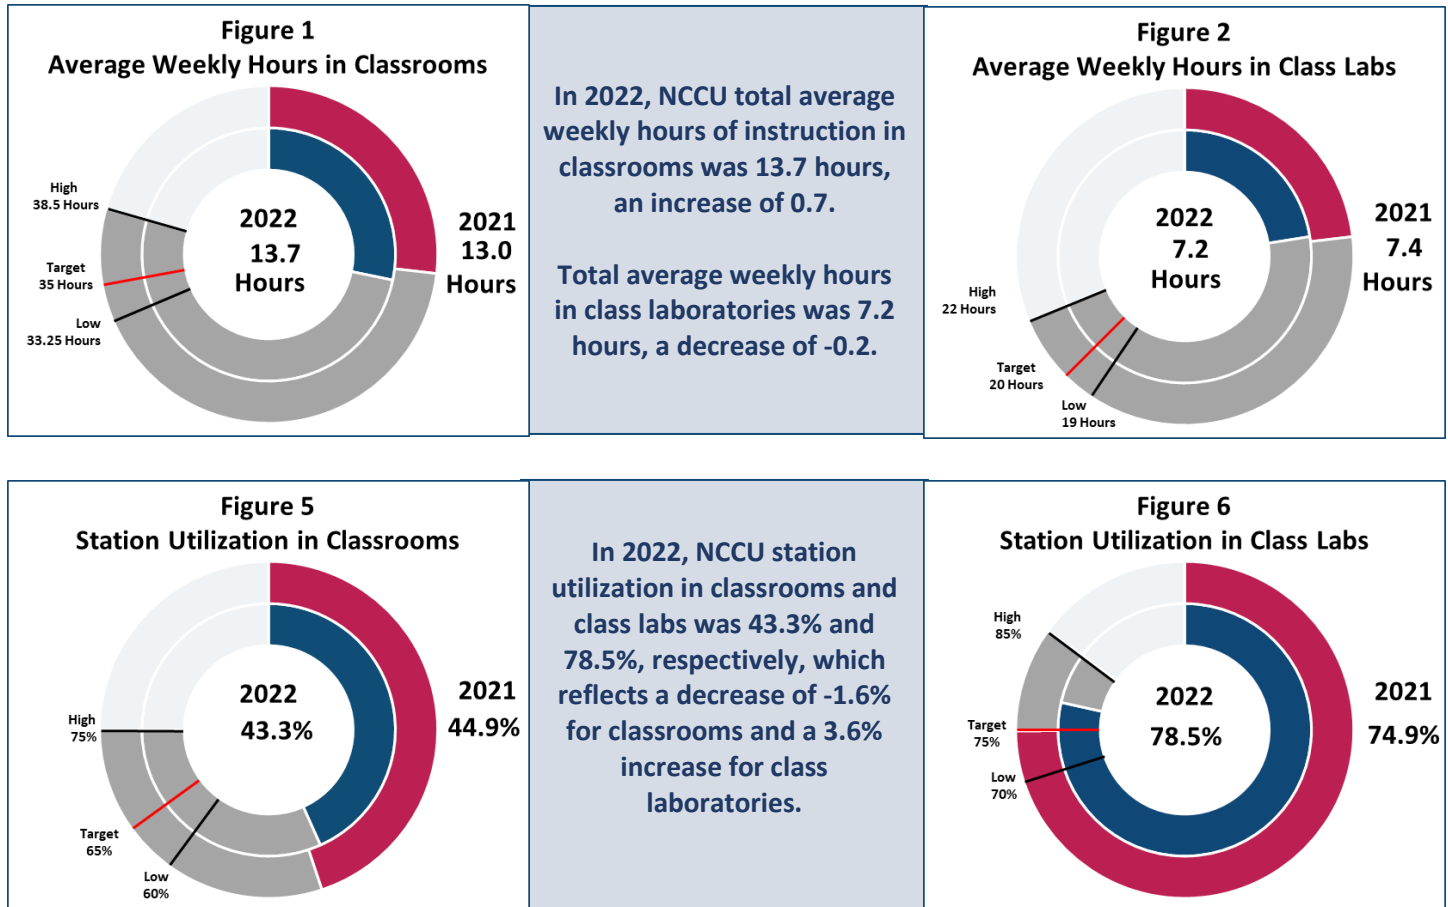 Figure 1
Average Weekly Hours in Classrooms
High
38.5 Hours
Target
35 Hours
Low
33.25 Hours
2022
13.7
Hours
2021
13.0
Hours
In 2022, NCCU total average
weekly hours of instruction in
classrooms was 13.7 hours,
an increase of 0.7.
Total average weekly hours
in class laboratories was 7.2
hours, a decrease of -0.2.
Figure 2
Average Weekly Hours in Class Labs
High
22 Hours
Target
20 Hours
Low
19 Hours
2022
7.2
Hours
2021
7.4
Hours
Figure 5
Station Utilization in Classrooms
High
75%
Target
65%
Low
60%
2022
43.3%
2021
44.9%
In 2022, NCCU station
utilization in classrooms and
class labs was 43.3% and
78.5%, respectively, which
reflects a decrease of -1.6%
for classrooms and a 3.6%
increase for class
laboratories.
Figure 6
Station Utilization in Class Labs
High
85%
Target
75%
Low
70%
2022
78.5%
2021
74.9%